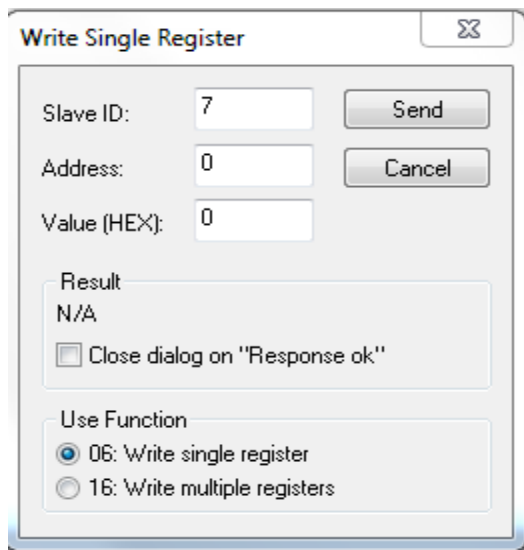 Write Single Register
Slave ID: 7 Send
Address: 0 Cancel
Value (HEX): 0
Result
N/A
Close dialog on "Response ok"
Use Function
06: Write single register
16: Write multiple registers